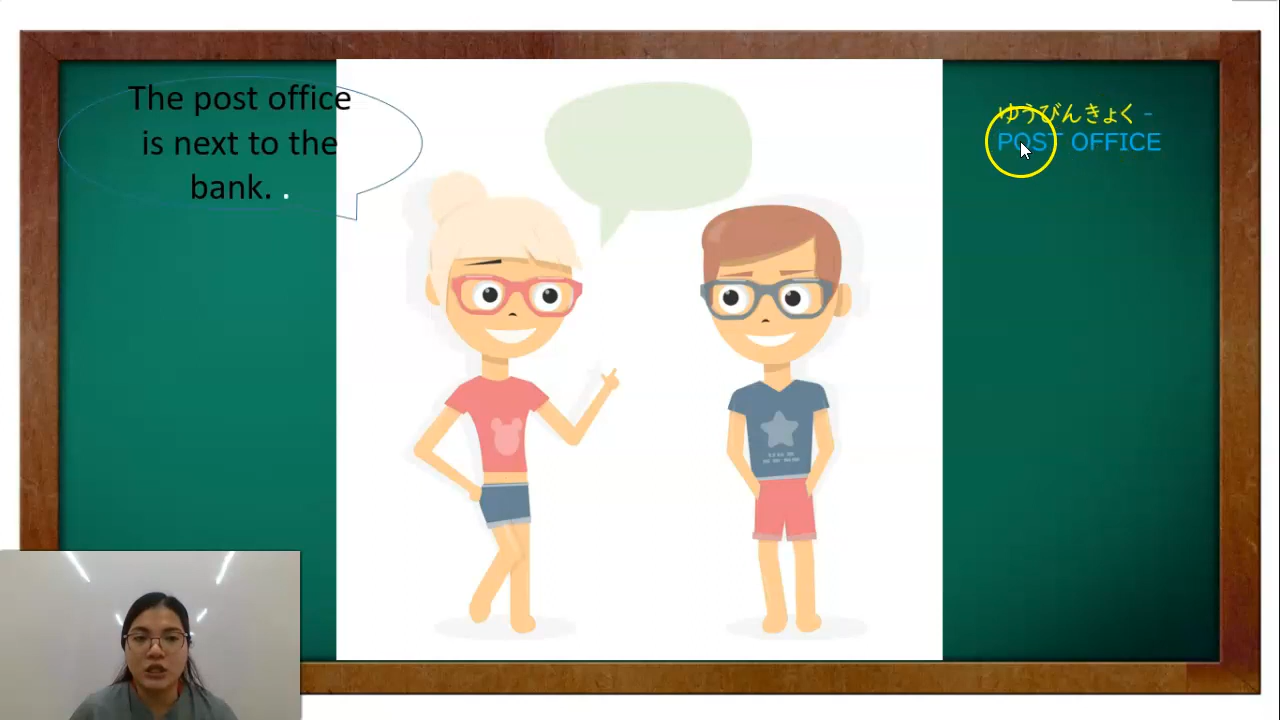 The post office
is next to the
bank. .
ゆうびんきょく -
POST OFFICE